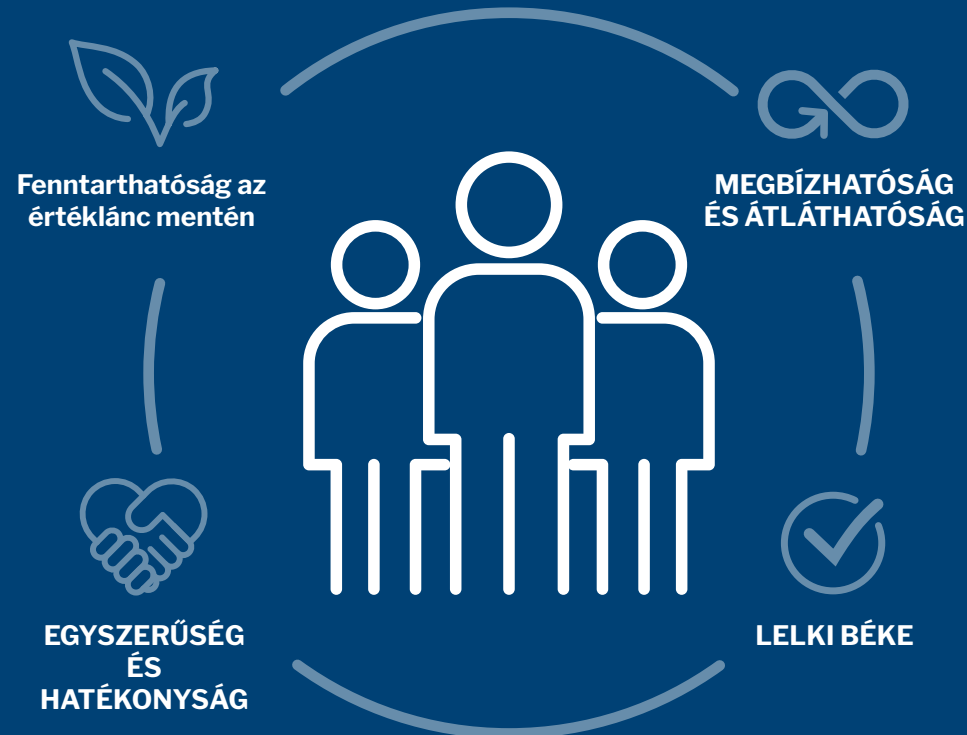 Fenntarthatóság az
értéklánc mentén
MEGBÍZHATÓSÁG
ÉS ÁTLÁTHATÓSÁG
EGYSZERŰSÉG
ÉS
HATÉKONYSÁG
LELKI BÉKE